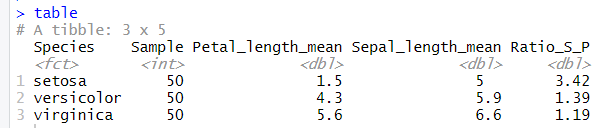 > table
# A tibble: 3 x 5
Species Sample Petal_length_mean Sepal_length_mean Ratio_S_P
<fct> <int> <dbl> <dbl> <dbl>
1 setosa 50 1.5 5 3.42
2 versicolor 50 4.3 5.9 1.39
3 virginica 50 5.6 6.6 1.19